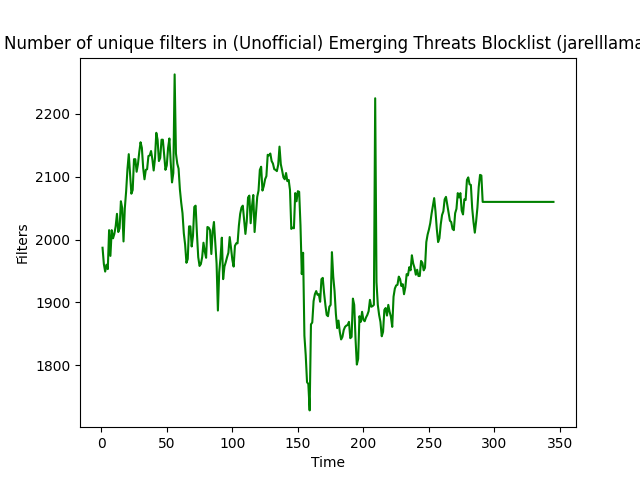 Number of unique filters in (Unofficial) Emerging Threats Blocklist (jarelllama
2200
2100
2000
1900
1800
Filters
0 50 100 150 200 250 300 350
Time